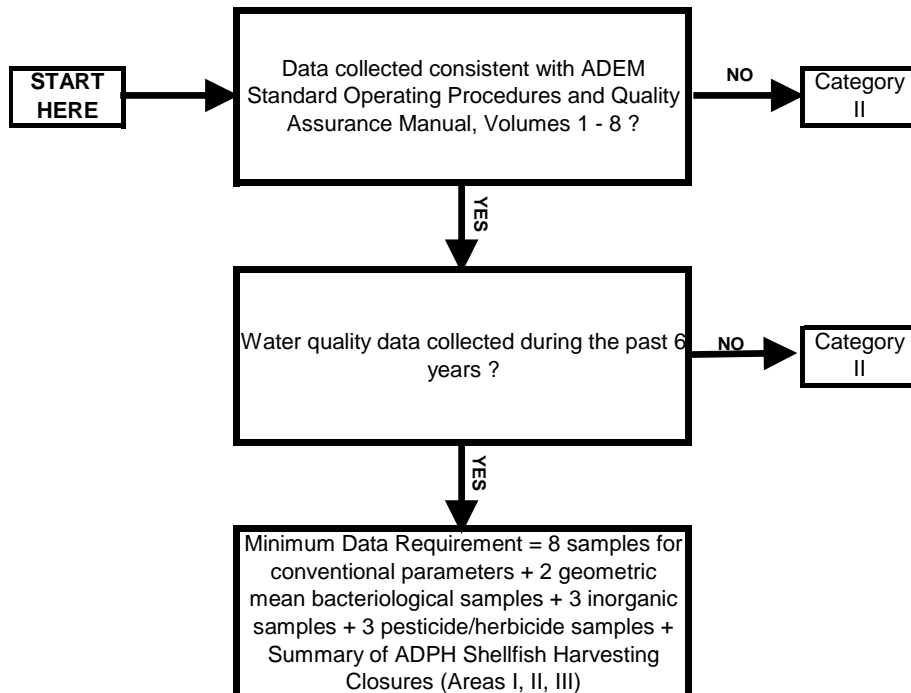 START
HERE
Data collected consistent with ADEM
Standard Operating Procedures and Quality
Assurance Manual, Volumes 1 - 8 ?
NO
Category
II
YES
Water quality data collected during the past 6
years ?
NO
Category
II
YES
Minimum Data Requirement = 8 samples for
conventional parameters + 2 geometric
mean bacteriological samples + 3 inorganic
samples + 3 pesticide/herbicide samples +
Summary of ADPH Shellfish Harvesting
Closures (Areas I, II, III)